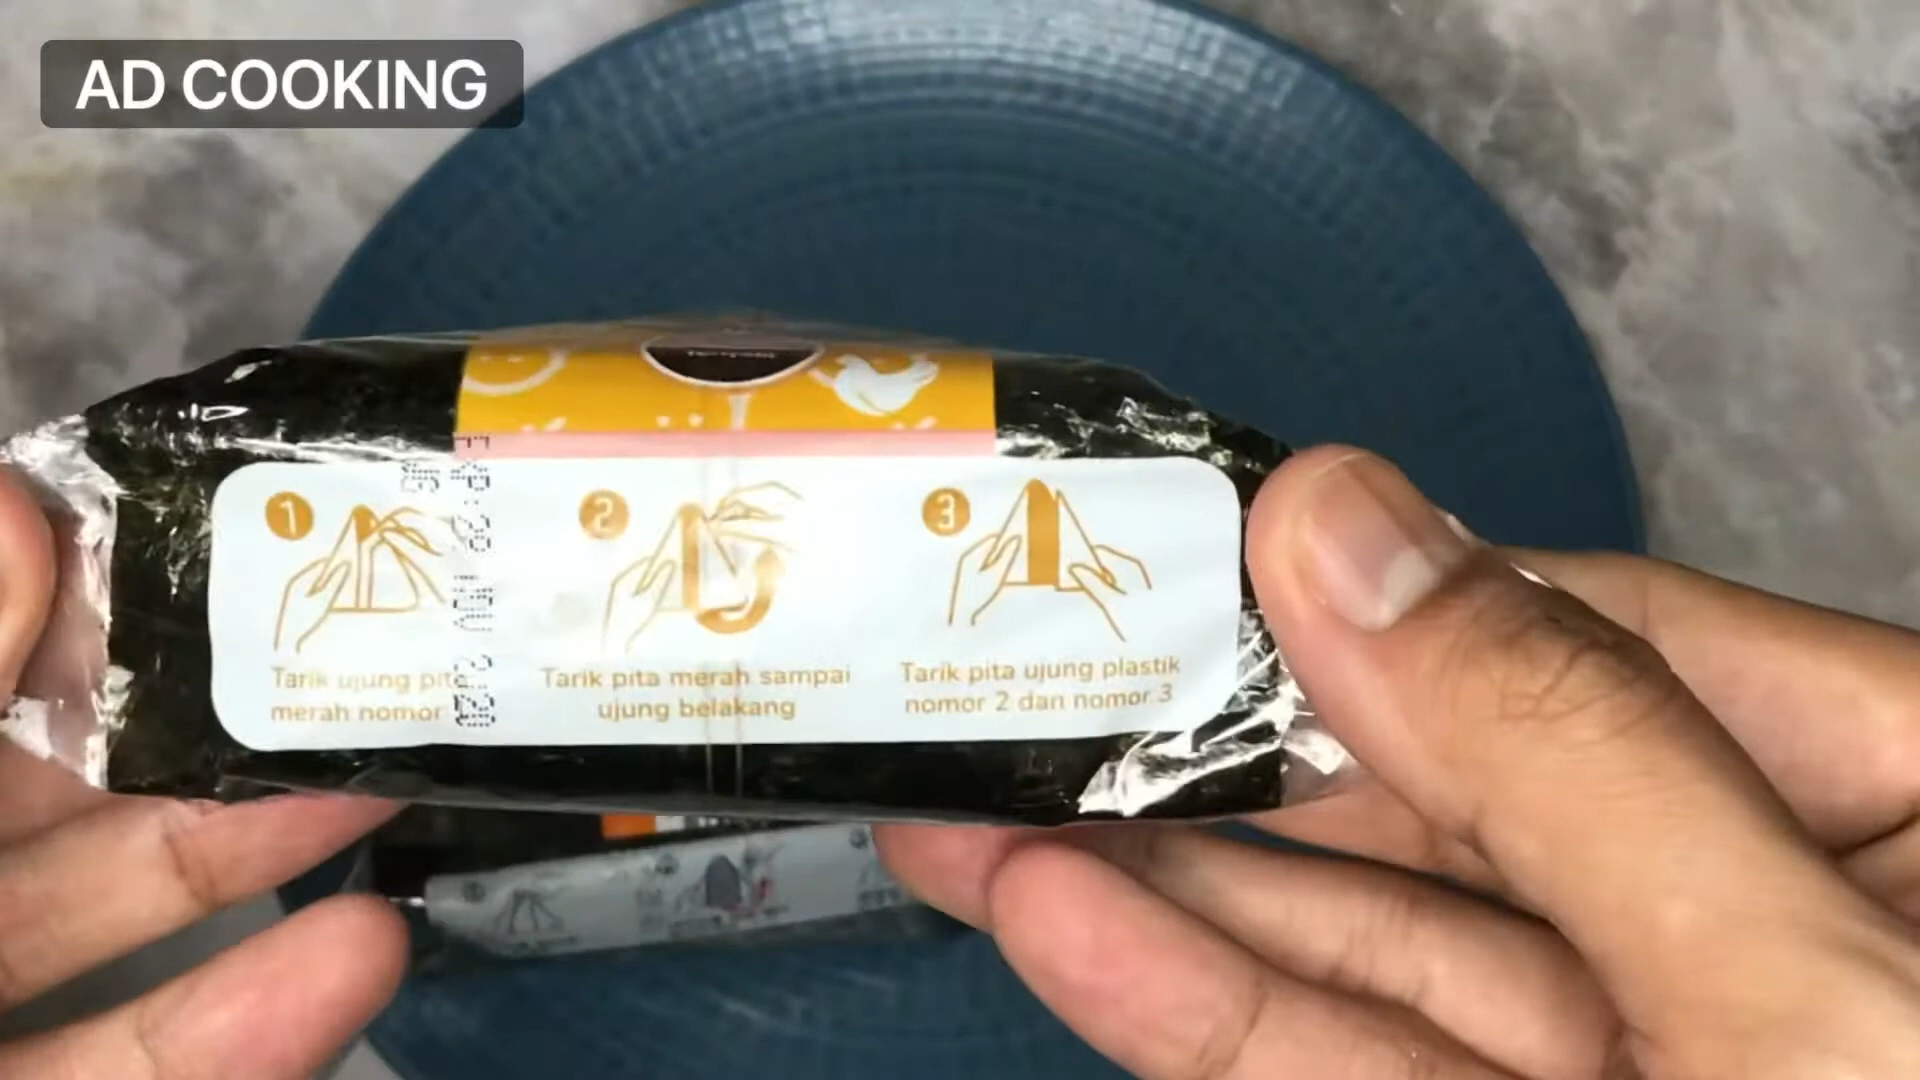 AD COOKING
1
Tarik ujung pita
merah nomor
2
Tarik pita merah sampai
ujung belakang
3
Tarik pita ujung plastik
nomor 2 dan nomor 3